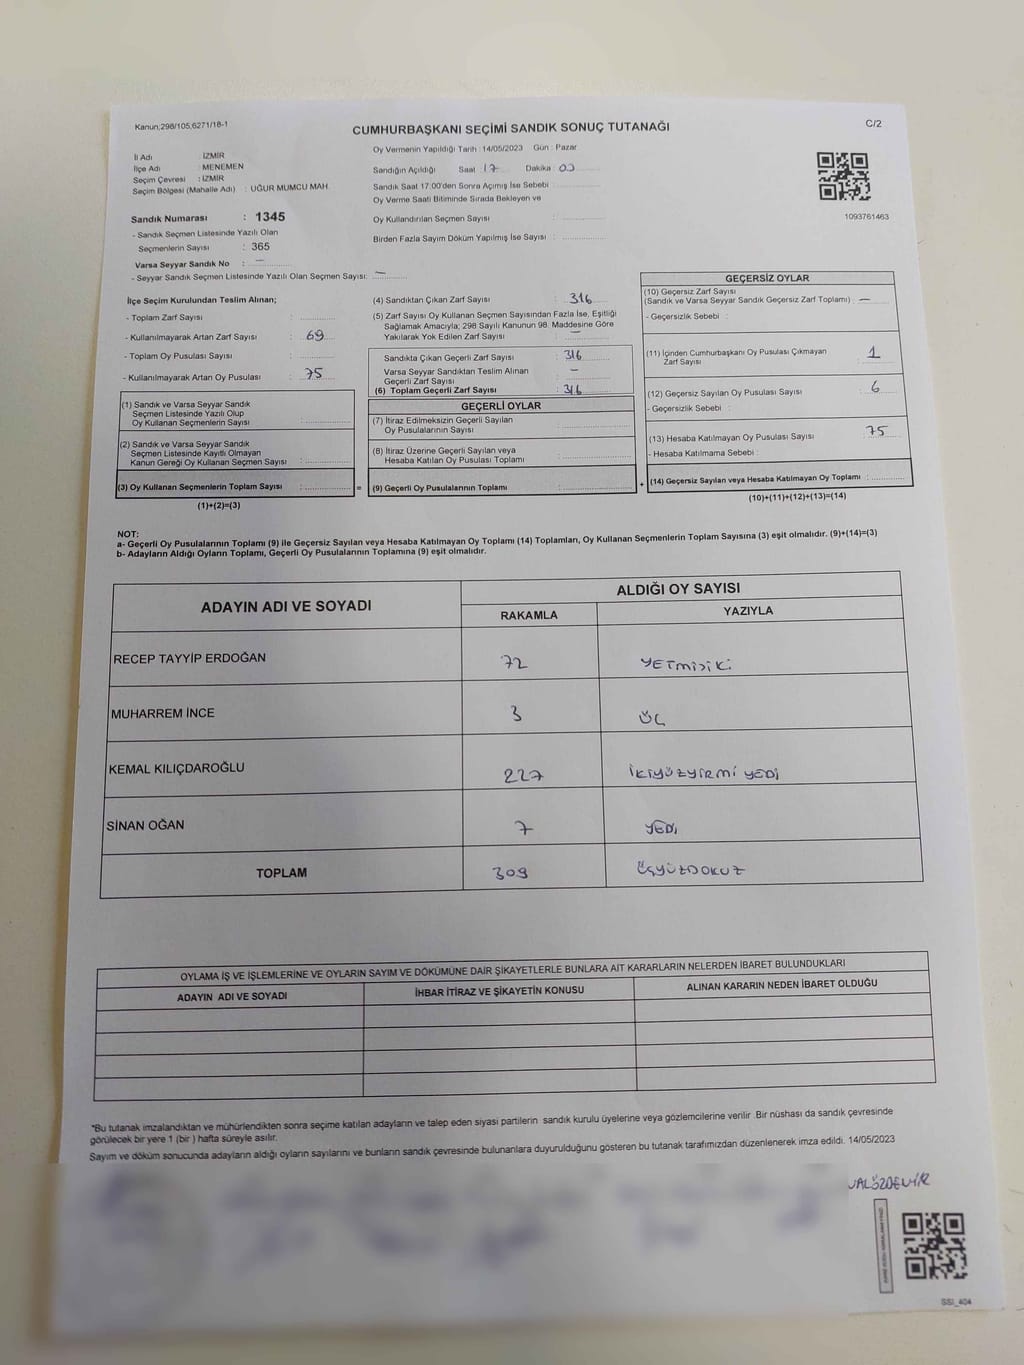 Kanun;298/105,6271/18-1
CUMHURBAŞKANI SEÇİMİ SANDIK SONUÇ TUTANAĞI
C/2
İl Adı : İZMİR
İlçe Adı : MENEMEN
Seçim Çevresi : İZMİR
Seçim Bölgesi (Mahalle Adı) : UĞUR MUMCU MAH.
Sandık Numarası : 1345
- Sandık Seçmen Listesinde Yazılı Olan
Seçmenlerin Sayısı : 365
Varsa Seyyar Sandık No : —
- Seyyar Sandık Seçmen Listesinde Yazılı Olan Seçmen Sayısı: —
Oy Vermenin Yapıldığı Tarih : 14/05/2023 Gün : Pazar
Sandığın Açıldığı Saat : 17 Dakika : 00
Sandık Saat 17:00'den Sonra Açılmış İse Sebebi :
Oy Verme Saati Bitiminde Sırada Bekleyen ve
Oy Kullandırılan Seçmen Sayısı :
Birden Fazla Sayım Döküm Yapılmış İse Sayısı :
1093761463
İlçe Seçim Kurulundan Teslim Alınan;
- Toplam Zarf Sayısı :
- Kullanılmayarak Artan Zarf Sayısı : 69
- Toplam Oy Pusulası Sayısı :
- Kullanılmayarak Artan Oy Pusulası : 75
(1) Sandık ve Varsa Seyyar Sandık
Seçmen Listesinde Yazılı Olup
Oy Kullanan Seçmenlerin Sayısı :
(2) Sandık ve Varsa Seyyar Sandık
Seçmen Listesinde Kayıtlı Olmayan
Kanun Gereği Oy Kullanan Seçmen Sayısı :
(3) Oy Kullanan Seçmenlerin Toplam Sayısı : =
(1)+(2)=(3)
(4) Sandıktan Çıkan Zarf Sayısı : 316
(5) Zarf Sayısı Oy Kullanan Seçmen Sayısından Fazla İse, Eşitliği
Sağlamak Amacıyla; 298 Sayılı Kanunun 98. Maddesine Göre
Yakılarak Yok Edilen Zarf Sayısı : —
Sandıkta Çıkan Geçerli Zarf Sayısı : 316
Varsa Seyyar Sandıktan Teslim Alınan
Geçerli Zarf Sayısı : —
(6) Toplam Geçerli Zarf Sayısı : 316
GEÇERLİ OYLAR
(7) İtiraz Edilmeksizin Geçerli Sayılan
Oy Pusulalarının Sayısı :
(8) İtiraz Üzerine Geçerli Sayılan veya
Hesaba Katılan Oy Pusulası Toplamı :
(9) Geçerli Oy Pusulalarının Toplamı : +
GEÇERSİZ OYLAR
(10) Geçersiz Zarf Sayısı
(Sandık ve Varsa Seyyar Sandık Geçersiz Zarf Toplamı) : —
- Geçersizlik Sebebi :
(11) İçinden Cumhurbaşkanı Oy Pusulası Çıkmayan
Zarf Sayısı : 1
(12) Geçersiz Sayılan Oy Pusulası Sayısı : 6
- Geçersizlik Sebebi :
(13) Hesaba Katılmayan Oy Pusulası Sayısı : 75
- Hesaba Katılmama Sebebi :
(14) Geçersiz Sayılan veya Hesaba Katılmayan Oy Toplamı :
(10)+(11)+(12)+(13)=(14)
NOT:
a- Geçerli Oy Pusulalarının Toplamı (9) ile Geçersiz Sayılan veya Hesaba Katılmayan Oy Toplamı (14) Toplamları, Oy Kullanan Seçmenlerin Toplam Sayısına (3) eşit olmalıdır. (9)+(14)=(3)
b- Adayların Aldığı Oyların Toplamı, Geçerli Oy Pusulalarının Toplamına (9) eşit olmalıdır.
ADAYIN ADI VE SOYADI
ALDIĞI OY SAYISI
RAKAMLA YAZIYLA
RECEP TAYYİP ERDOĞAN 72 YETMİŞİKİ
MUHARREM İNCE 3 ÜÇ
KEMAL KILIÇDAROĞLU 227 İKİYÜZYİRMİ YEDİ
SİNAN OĞAN 7 YEDİ
TOPLAM 309 ÜÇYÜZDOKUZ
OYLAMA İŞ VE İŞLEMLERİNE VE OYLARIN SAYIM VE DÖKÜMÜNE DAİR ŞİKAYETLERLE BUNLARA AİT KARARLARIN NELERDEN İBARET BULUNDUKLARI
ADAYIN ADI VE SOYADI İHBAR İTİRAZ VE ŞİKAYETİN KONUSU ALINAN KARARIN NEDEN İBARET OLDUĞU
*Bu tutanak imzalandıktan ve mühürlendikten sonra seçime katılan adayların ve talep eden siyasi partilerin sandık kurulu üyelerine veya gözlemcilerine verilir .Bir nüshası da sandık çevresinde
görülecek bir yere 1 (bir ) hafta süreyle asılır.
Sayım ve döküm sonucunda adayların aldığı oyların sayılarını ve bunların sandık çevresinde bulunanlara duyurulduğunu gösteren bu tutanak tarafımızdan düzenlenerek imza edildi. 14/05/2023
SSI_404